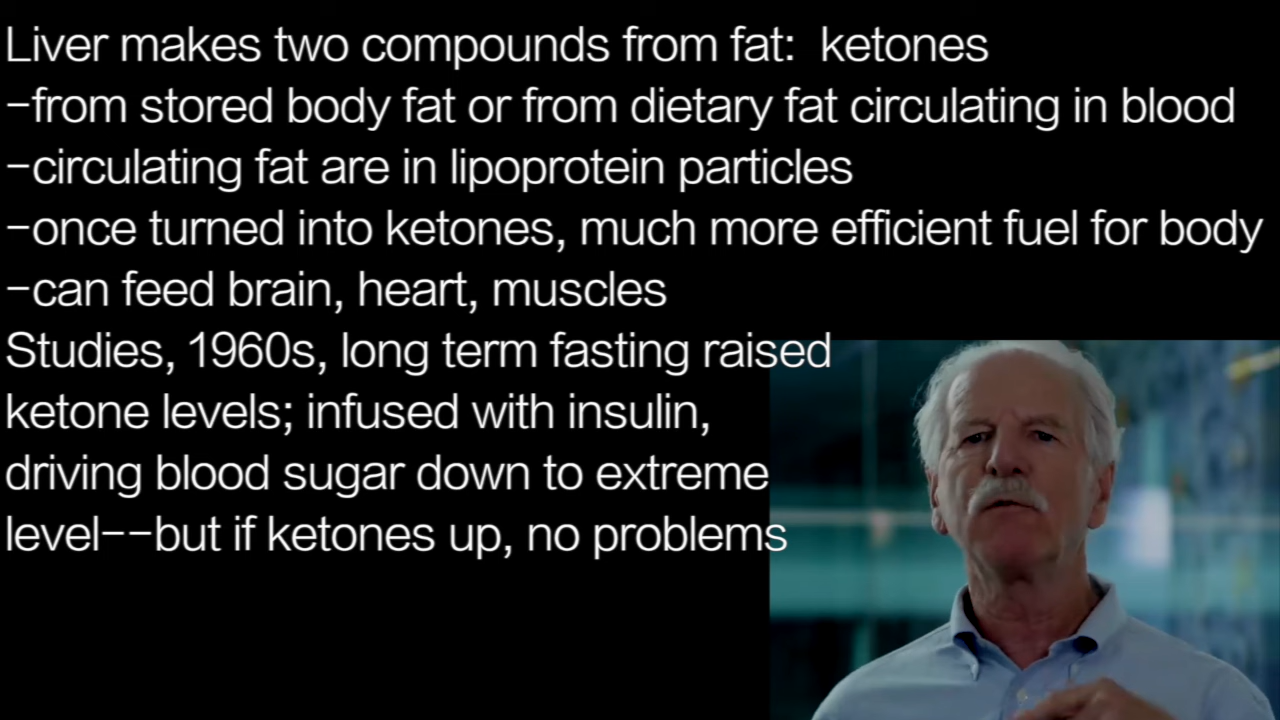 Liver makes two compounds from fat:  ketones
-from stored body fat or from dietary fat circulating in blood
-circulating fat are in lipoprotein particles
-once turned into ketones, much more efficient fuel for body
-can feed brain, heart, muscles
Studies, 1960s, long term fasting raised
ketone levels; infused with insulin,
driving blood sugar down to extreme
level--but if ketones up, no problems